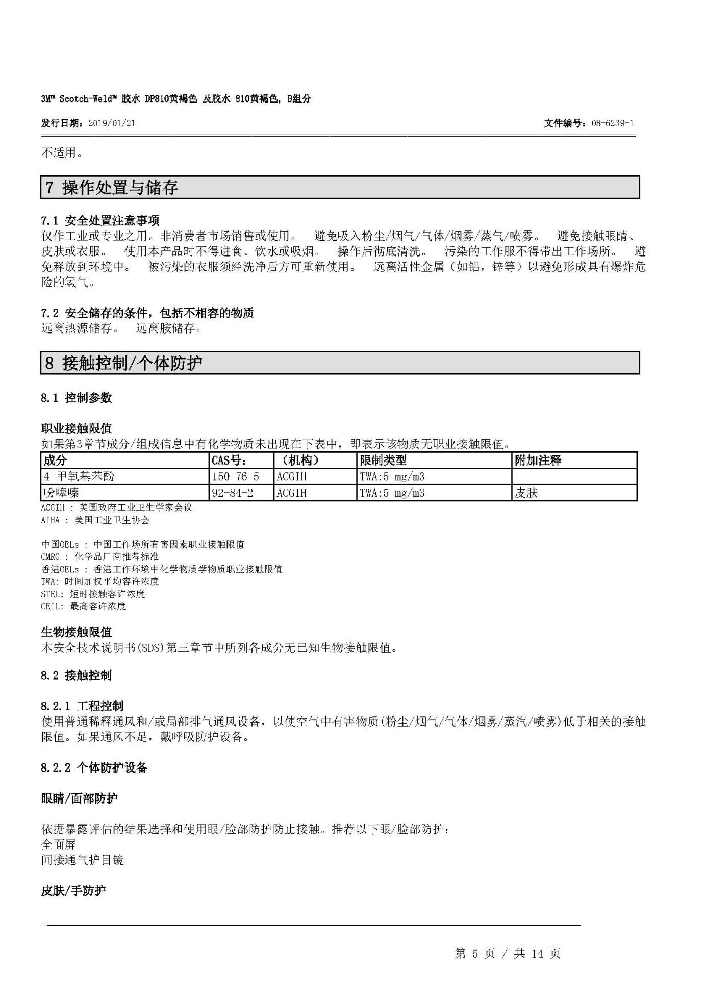 3M™ Scotch-Weld™ 胶水 DP810黄褐色 及胶水 810黄褐色, B组分
发行日期：2019/01/21 文件编号：08-6239-1
不适用。
7 操作处置与储存
7.1 安全处置注意事项
仅作工业或专业之用。非消费者市场销售或使用。 避免吸入粉尘/烟气/气体/烟雾/蒸气/喷雾。 避免接触眼睛、
皮肤或衣服。 使用本产品时不得进食、饮水或吸烟。 操作后彻底清洗。 污染的工作服不得带出工作场所。 避
免释放到环境中。 被污染的衣服须经洗净后方可重新使用。 远离活性金属（如铝，锌等）以避免形成具有爆炸危
险的氢气。
7.2 安全储存的条件，包括不相容的物质
远离热源储存。 远离胺储存。
8 接触控制/个体防护
8.1 控制参数
职业接触限值
如果第3章节成分/组成信息中有化学物质未出现在下表中，即表示该物质无职业接触限值。
成分 CAS号： （机构） 限制类型 附加注释
4-甲氧基苯酚 150-76-5 ACGIH TWA:5 mg/m3
吩噻嗪 92-84-2 ACGIH TWA:5 mg/m3 皮肤
ACGIH : 美国政府工业卫生学家会议
AIHA : 美国工业卫生协会
中国OELs : 中国工作场所有害因素职业接触限值
CMRG : 化学品厂商推荐标准
香港OELs : 香港工作环境中化学物质学物质职业接触限值
TWA: 时间加权平均容许浓度
STEL: 短时接触容许浓度
CEIL: 最高容许浓度
生物接触限值
本安全技术说明书(SDS)第三章节中所列各成分无已知生物接触限值。
8.2 接触控制
8.2.1 工程控制
使用普通稀释通风和/或局部排气通风设备，以使空气中有害物质(粉尘/烟气/气体/烟雾/蒸汽/喷雾)低于相关的接触
限值。如果通风不足，戴呼吸防护设备。
8.2.2 个体防护设备
眼睛/面部防护
依据暴露评估的结果选择和使用眼/脸部防护防止接触。推荐以下眼/脸部防护：
全面屏
间接通气护目镜
皮肤/手防护
第 5 页 / 共 14 页